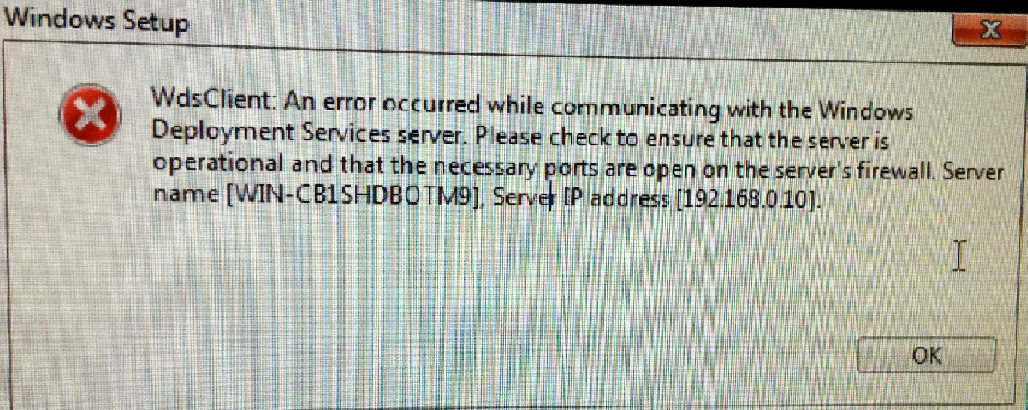 Windows Setup
WdsClient: An error occurred while communicating with the Windows
Deployment Services server. Please check to ensure that the server is
operational and that the necessary ports are open on the server's firewall. Server
name [WIN-CB1SHDBOTM9], Server IP address [192.168.0.10].
OK